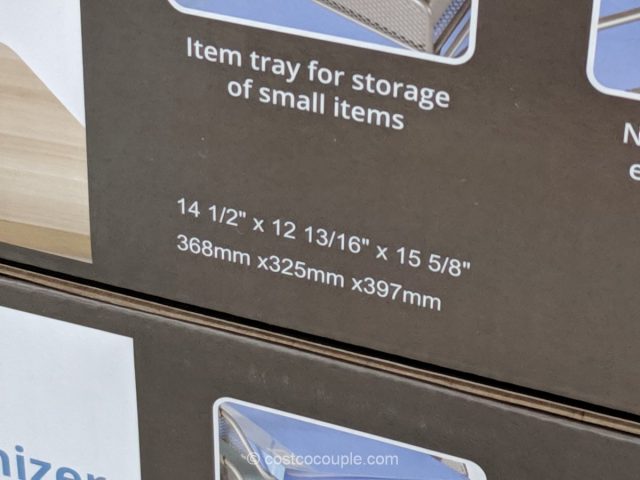 Item tray for storage
of small items
N
e
14 1/2" x 12 13/16" x 15 5/8"
368mm x325mm x397mm
nizer
© costcocouple.com